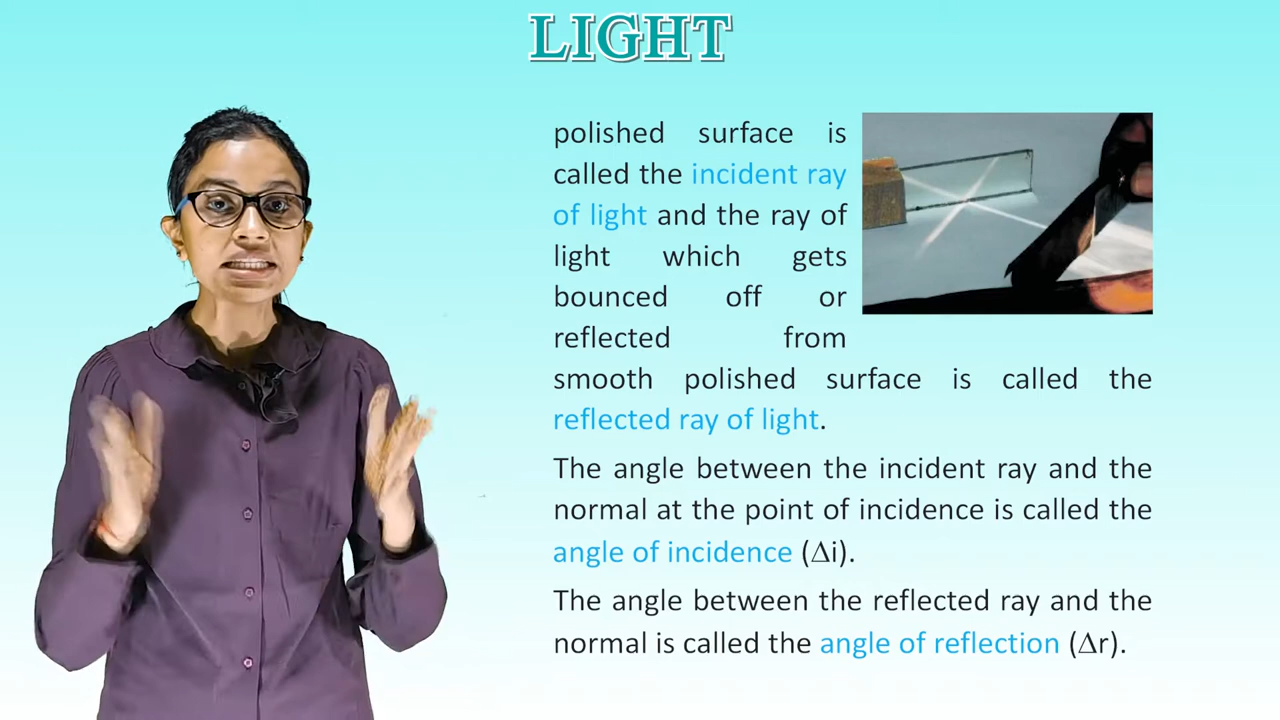 LIGHT
polished surface is
called the incident ray
of light and the ray of
light which gets
bounced off or
reflected from
smooth polished surface is called the
reflected ray of light.
The angle between the incident ray and the
normal at the point of incidence is called the
angle of incidence (Δi).
The angle between the reflected ray and the
normal is called the angle of reflection (Δr).